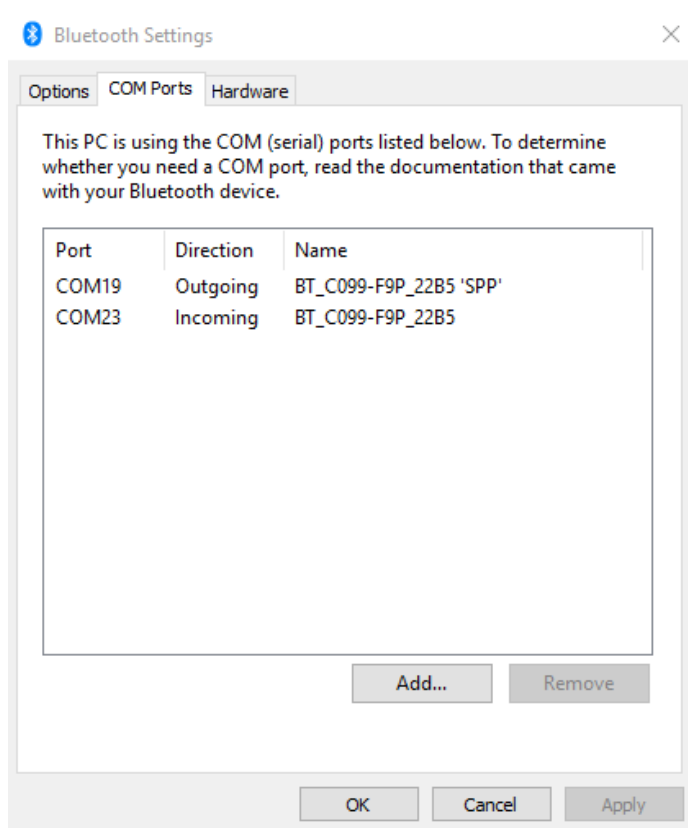 Bluetooth Settings
Options COM Ports Hardware
This PC is using the COM (serial) ports listed below. To determine
whether you need a COM port, read the documentation that came
with your Bluetooth device.
Port Direction Name
COM19 Outgoing BT_C099-F9P_22B5 'SPP'
COM23 Incoming BT_C099-F9P_22B5
Add... Remove
OK Cancel Apply